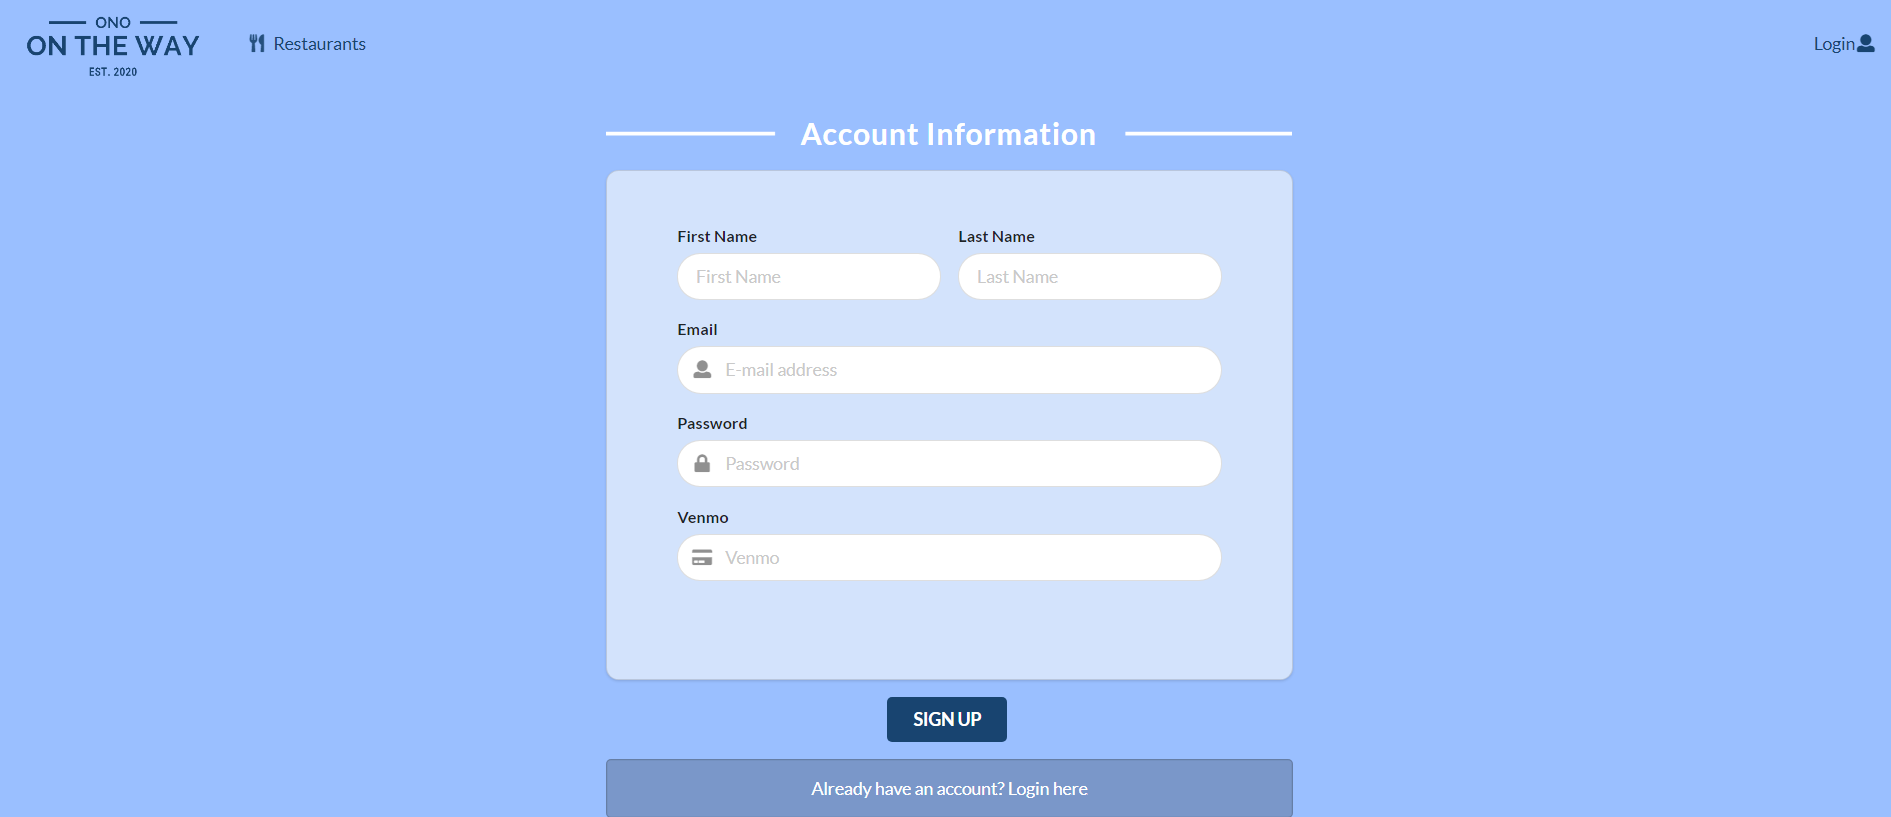 ONO
ON THE WAY
EST. 2020
Restaurants
Login
Account Information
First Name
Last Name
First Name
Last Name
Email
E-mail address
Password
Password
Venmo
Venmo
SIGN UP
Already have an account? Login here